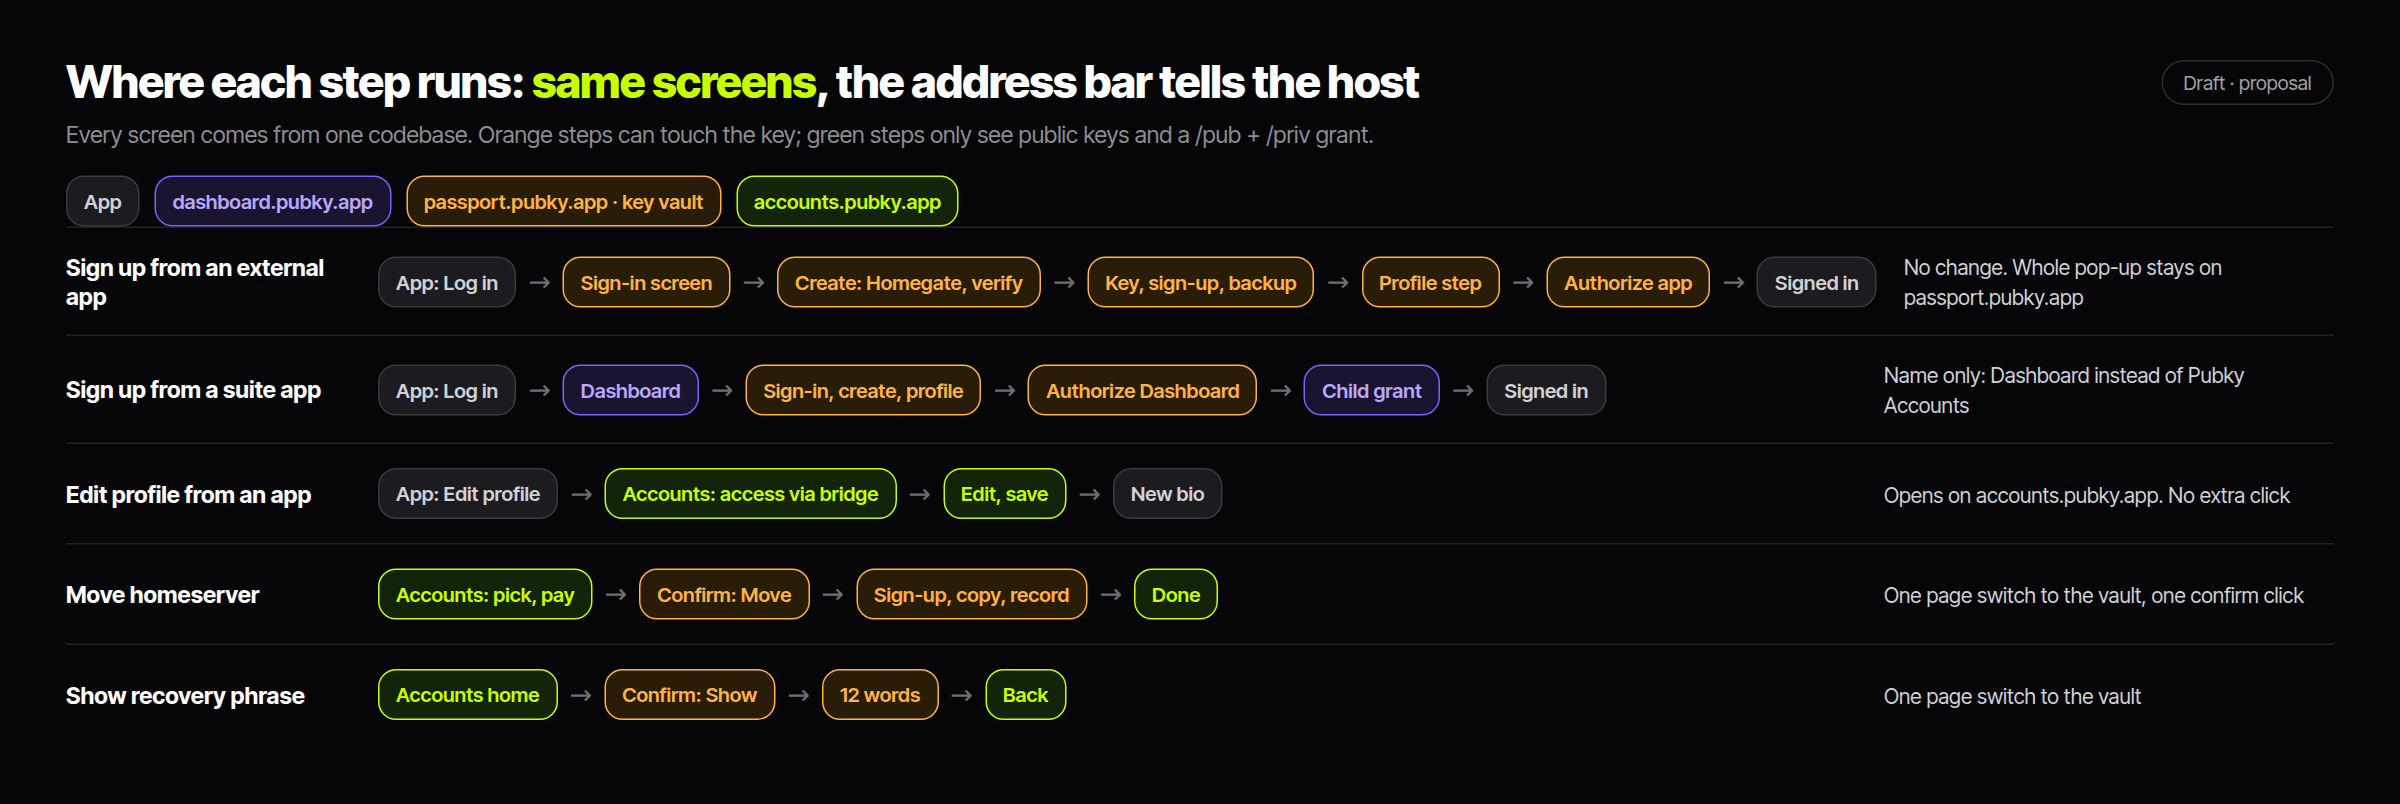 Where each step runs: same screens, the address bar tells the host
Draft · proposal
Every screen comes from one codebase. Orange steps can touch the key; green steps only see public keys and a /pub + /priv grant.
App
dashboard.pubky.app
passport.pubky.app · key vault
accounts.pubky.app
Sign up from an external
app
App: Log in → Sign-in screen → Create: Homegate, verify → Key, sign-up, backup → Profile step → Authorize app → Signed in
No change. Whole pop-up stays on
passport.pubky.app
Sign up from a suite app
App: Log in → Dashboard → Sign-in, create, profile → Authorize Dashboard → Child grant → Signed in
Name only: Dashboard instead of Pubky
Accounts
Edit profile from an app
App: Edit profile → Accounts: access via bridge → Edit, save → New bio
Opens on accounts.pubky.app. No extra click
Move homeserver
Accounts: pick, pay → Confirm: Move → Sign-up, copy, record → Done
One page switch to the vault, one confirm click
Show recovery phrase
Accounts home → Confirm: Show → 12 words → Back
One page switch to the vault